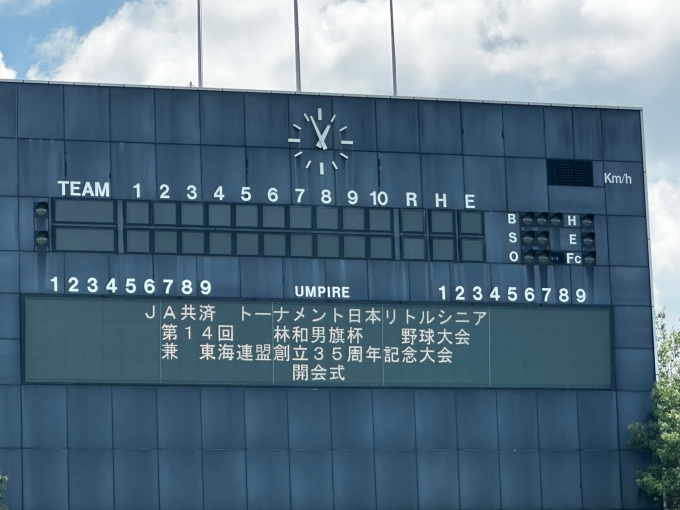 TEAM 1 2 3 4 5 6 7 8 9 10 R H E
Km/h
B H
S E
O Fc
1 2 3 4 5 6 7 8 9 UMPIRE 1 2 3 4 5 6 7 8 9
JA共済 トーナメント日本リトルシニア
第14回 林和男旗杯 野球大会
兼 東海連盟創立35周年記念大会
開会式